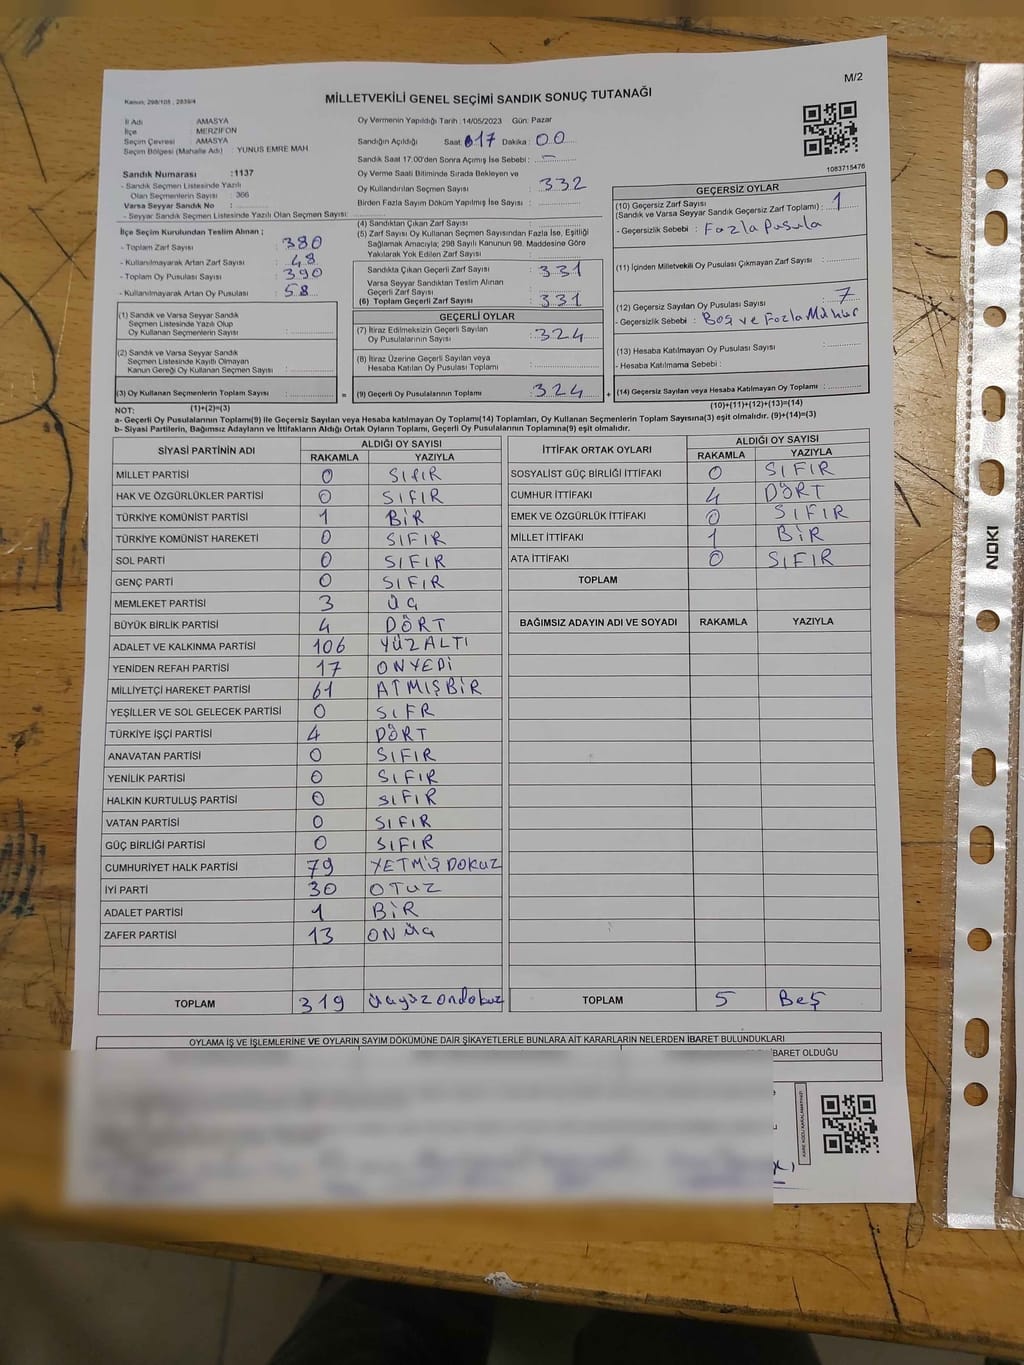 M/2
Kanun; 298/105 , 2839/4
MİLLETVEKİLİ GENEL SEÇİMİ SANDIK SONUÇ TUTANAĞI
İl Adı : AMASYA
İlçe : MERZİFON
Seçim Çevresi : AMASYA
Seçim Bölgesi (Mahalle Adı) : YUNUS EMRE MAH
Sandık Numarası :1137
- Sandık Seçmen Listesinde Yazılı
Olan Seçmenlerin Sayısı : 366
Varsa Seyyar Sandık No :
- Seyyar Sandık Seçmen Listesinde Yazılı Olan Seçmen Sayısı:
Oy Vermenin Yapıldığı Tarih :14/05/2023 Gün: Pazar
Sandığın Açıldığı Saat: 17 Dakika : 00
Sandık Saat 17.00'den Sonra Açımış İse Sebebi : -
Oy Verme Saati Bitiminde Sırada Bekleyen ve
Oy Kullandırılan Seçmen Sayısı : 332
Birden Fazla Sayım Döküm Yapılmış İse Sayısı :
1083715476
İlçe Seçim Kurulundan Teslim Alınan ;
- Toplam Zarf Sayısı : 380
- Kullanılmayarak Artan Zarf Sayısı : 48
- Toplam Oy Pusulası Sayısı : 390
- Kullanılmayarak Artan Oy Pusulası : 58
(4) Sandıktan Çıkan Zarf Sayısı :
(5) Zarf Sayısı Oy Kullanan Seçmen Sayısından Fazla İse, Eşitliği
Sağlamak Amacıyla; 298 Sayılı Kanunun 98. Maddesine Göre
Yakılarak Yok Edilen Zarf Sayısı :
Sandıkta Çıkan Geçerli Zarf Sayısı : 331
Varsa Seyyar Sandıktan Teslim Alınan
Geçerli Zarf Sayısı :
(6) Toplam Geçerli Zarf Sayısı : 331
GEÇERSİZ OYLAR
(10) Geçersiz Zarf Sayısı
(Sandık ve Varsa Seyyar Sandık Geçersiz Zarf Toplamı) : 1
- Geçersizlik Sebebi : Fazla Pusula
(11) İçinden Milletvekili Oy Pusulası Çıkmayan Zarf Sayısı :
(12) Geçersiz Sayılan Oy Pusulası Sayısı : 7
- Geçersizlik Sebebi : Boş ve Fazla Mühür
(13) Hesaba Katılmayan Oy Pusulası Sayısı :
- Hesaba Katılmama Sebebi :
(14) Geçersiz Sayılan veya Hesaba Katılmayan Oy Toplamı :
(10)+(11)+(12)+(13)=(14)
(1) Sandık ve Varsa Seyyar Sandık
Seçmen Listesinde Yazılı Olup
Oy Kullanan Seçmenlerin Sayısı :
(2) Sandık ve Varsa Seyyar Sandık
Seçmen Listesinde Kayıtlı Olmayan
Kanun Gereği Oy Kullanan Seçmen Sayısı :
(3) Oy Kullanan Seçmenlerin Toplam Sayısı : =
(1)+(2)=(3)
GEÇERLİ OYLAR
(7) İtiraz Edilmeksizin Geçerli Sayılan
Oy Pusulalarının Sayısı : 324
(8) İtiraz Üzerine Geçerli Sayılan veya
Hesaba Katılan Oy Pusulası Toplamı :
(9) Geçerli Oy Pusulalarının Toplamı : 324 +
NOT:
a- Geçerli Oy Pusulalarının Toplamı(9) ile Geçersiz Sayılan veya Hesaba katılmayan Oy Toplamı(14) Toplamları, Oy Kullanan Seçmenlerin Toplam Sayısına(3) eşit olmalıdır. (9)+(14)=(3)
b- Siyasi Partilerin, Bağımsız Adayların ve İttifakların Aldığı Ortak Oyların Toplamı, Geçerli Oy Pusulalarının Toplamına(9) eşit olmalıdır.
SİYASİ PARTİNİN ADI ALDIĞI OY SAYISI
RAKAMLA YAZIYLA
MİLLET PARTİSİ 0 SIFIR
HAK VE ÖZGÜRLÜKLER PARTİSİ 0 SIFIR
TÜRKİYE KOMÜNİST PARTİSİ 1 BİR
TÜRKİYE KOMÜNİST HAREKETİ 0 SIFIR
SOL PARTİ 0 SIFIR
GENÇ PARTİ 0 SIFIR
MEMLEKET PARTİSİ 3 ÜÇ
BÜYÜK BİRLİK PARTİSİ 4 DÖRT
ADALET VE KALKINMA PARTİSİ 106 YÜZALTI
YENİDEN REFAH PARTİSİ 17 ONYEDİ
MİLLİYETÇİ HAREKET PARTİSİ 61 ATMIŞBİR
YEŞİLLER VE SOL GELECEK PARTİSİ 0 SIFR
TÜRKİYE İŞÇİ PARTİSİ 4 DÖRT
ANAVATAN PARTİSİ 0 SIFIR
YENİLİK PARTİSİ 0 SIFIR
HALKIN KURTULUŞ PARTİSİ 0 SIFIR
VATAN PARTİSİ 0 SIFIR
GÜÇ BİRLİĞİ PARTİSİ 0 SIFIR
CUMHURİYET HALK PARTİSİ 79 YETMİŞDOKUZ
İYİ PARTİ 30 OTUZ
ADALET PARTİSİ 1 BİR
ZAFER PARTİSİ 13 ON ÜÇ
TOPLAM 319 üçyüzondokuz
İTTİFAK ORTAK OYLARI ALDIĞI OY SAYISI
RAKAMLA YAZIYLA
SOSYALİST GÜÇ BİRLİĞİ İTTİFAKI 0 SIFIR
CUMHUR İTTİFAKI 4 DÖRT
EMEK VE ÖZGÜRLÜK İTTİFAKI 0 SIFIR
MİLLET İTTİFAKI 1 BİR
ATA İTTİFAKI 0 SIFIR
TOPLAM
BAĞIMSIZ ADAYIN ADI VE SOYADI RAKAMLA YAZIYLA
TOPLAM 5 Beş
OYLAMA İŞ VE İŞLEMLERİNE VE OYLARIN SAYIM DÖKÜMÜNE DAİR ŞİKAYETLERLE BUNLARA AİT KARARLARIN NELERDEN İBARET BULUNDUKLARI
İBARET OLDUĞU
NOKI